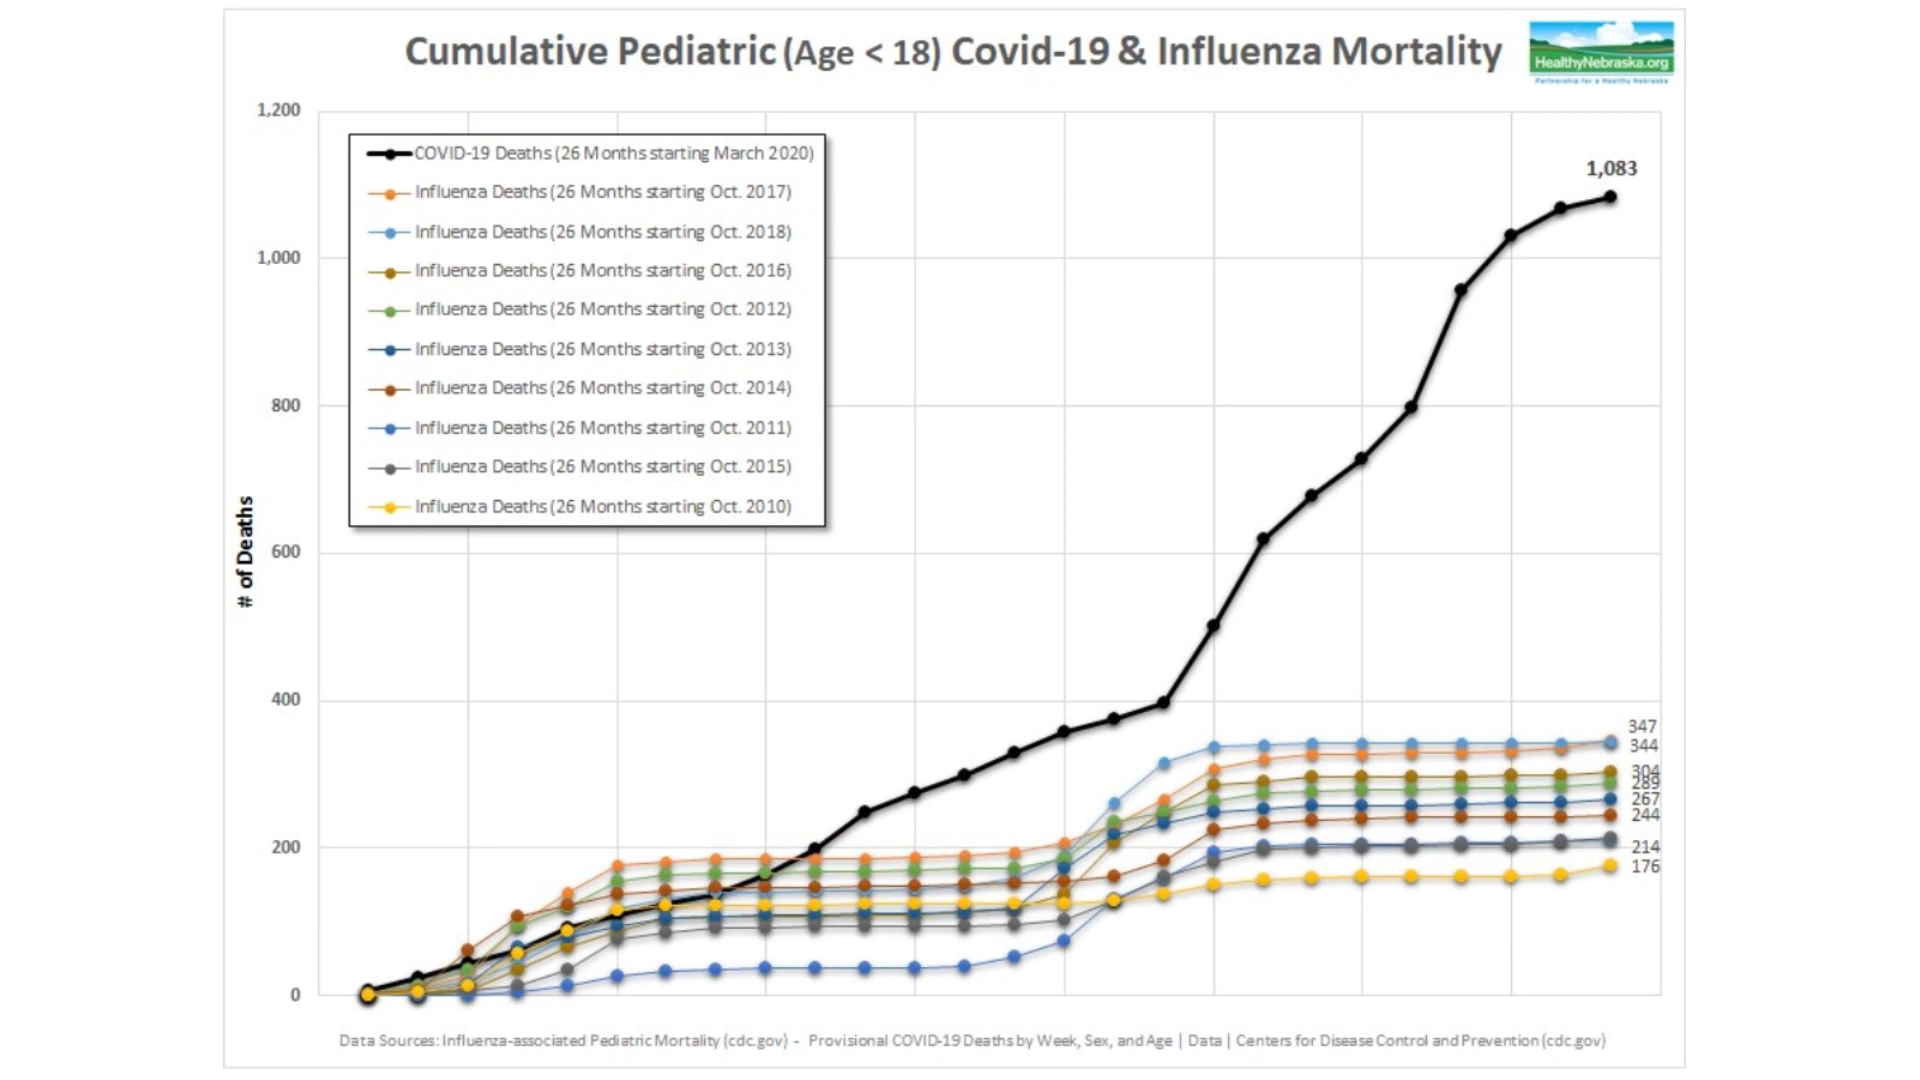 Cumulative Pediatric (Age < 18) Covid-19 & Influenza Mortality
HealthyNebraska.org
Partnership for a Healthy Nebraska
1,200
1,000
800
600
400
200
0
# of Deaths
COVID-19 Deaths (26 Months starting March 2020)
Influenza Deaths (26 Months starting Oct. 2017)
Influenza Deaths (26 Months starting Oct. 2018)
Influenza Deaths (26 Months starting Oct. 2016)
Influenza Deaths (26 Months starting Oct. 2012)
Influenza Deaths (26 Months starting Oct. 2013)
Influenza Deaths (26 Months starting Oct. 2014)
Influenza Deaths (26 Months starting Oct. 2011)
Influenza Deaths (26 Months starting Oct. 2015)
Influenza Deaths (26 Months starting Oct. 2010)
1,083
347
344
304
289
267
244
214
176
Data Sources: Influenza-associated Pediatric Mortality (cdc.gov) - Provisional COVID-19 Deaths by Week, Sex, and Age | Data | Centers for Disease Control and Prevention (cdc.gov)